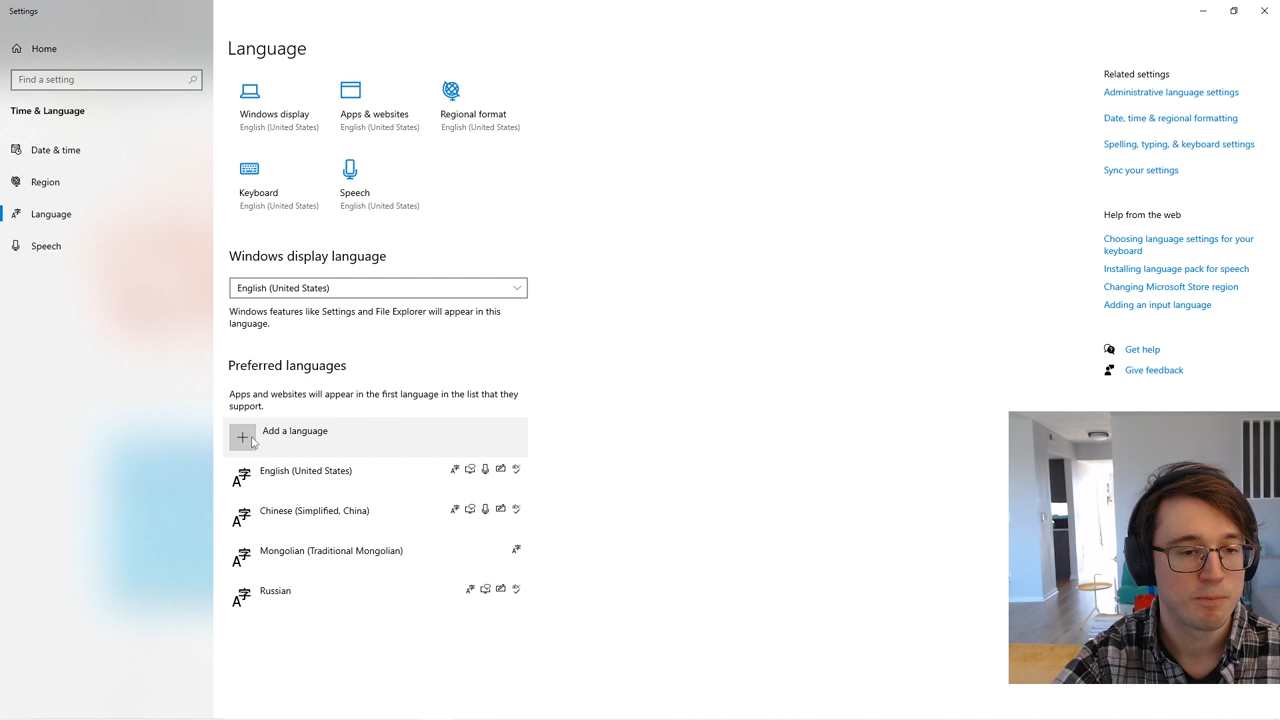 Settings
Home
Find a setting
Time & Language
Date & time
Region
Language
Speech
Language
Windows display
English (United States)
Apps & websites
English (United States)
Regional format
English (United States)
Keyboard
English (United States)
Speech
English (United States)
Windows display language
English (United States)
Windows features like Settings and File Explorer will appear in this
language.
Preferred languages
Apps and websites will appear in the first language in the list that they
support.
Add a language
English (United States)
Chinese (Simplified, China)
Mongolian (Traditional Mongolian)
Russian
Related settings
Administrative language settings
Date, time & regional formatting
Spelling, typing, & keyboard settings
Sync your settings
Help from the web
Choosing language settings for your
keyboard
Installing language pack for speech
Changing Microsoft Store region
Adding an input language
Get help
Give feedback